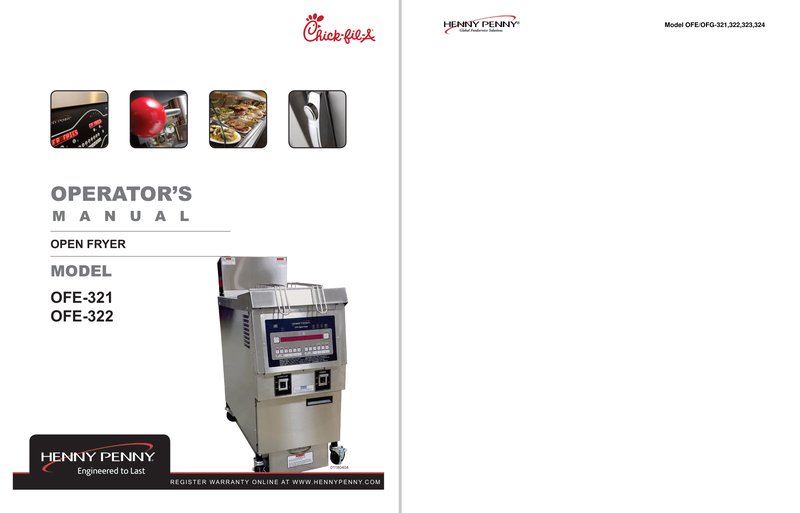 Chick-fil-A
OPERATOR'S
MANUAL
OPEN FRYER
MODEL
OFE-321
OFE-322
HENNY PENNY
Engineered to Last
REGISTER WARRANTY ONLINE AT WWW.HENNYPENNY.COM
HENNY PENNY®
Global Foodservice Solutions
Model OFE/OFG-321,322,323,324